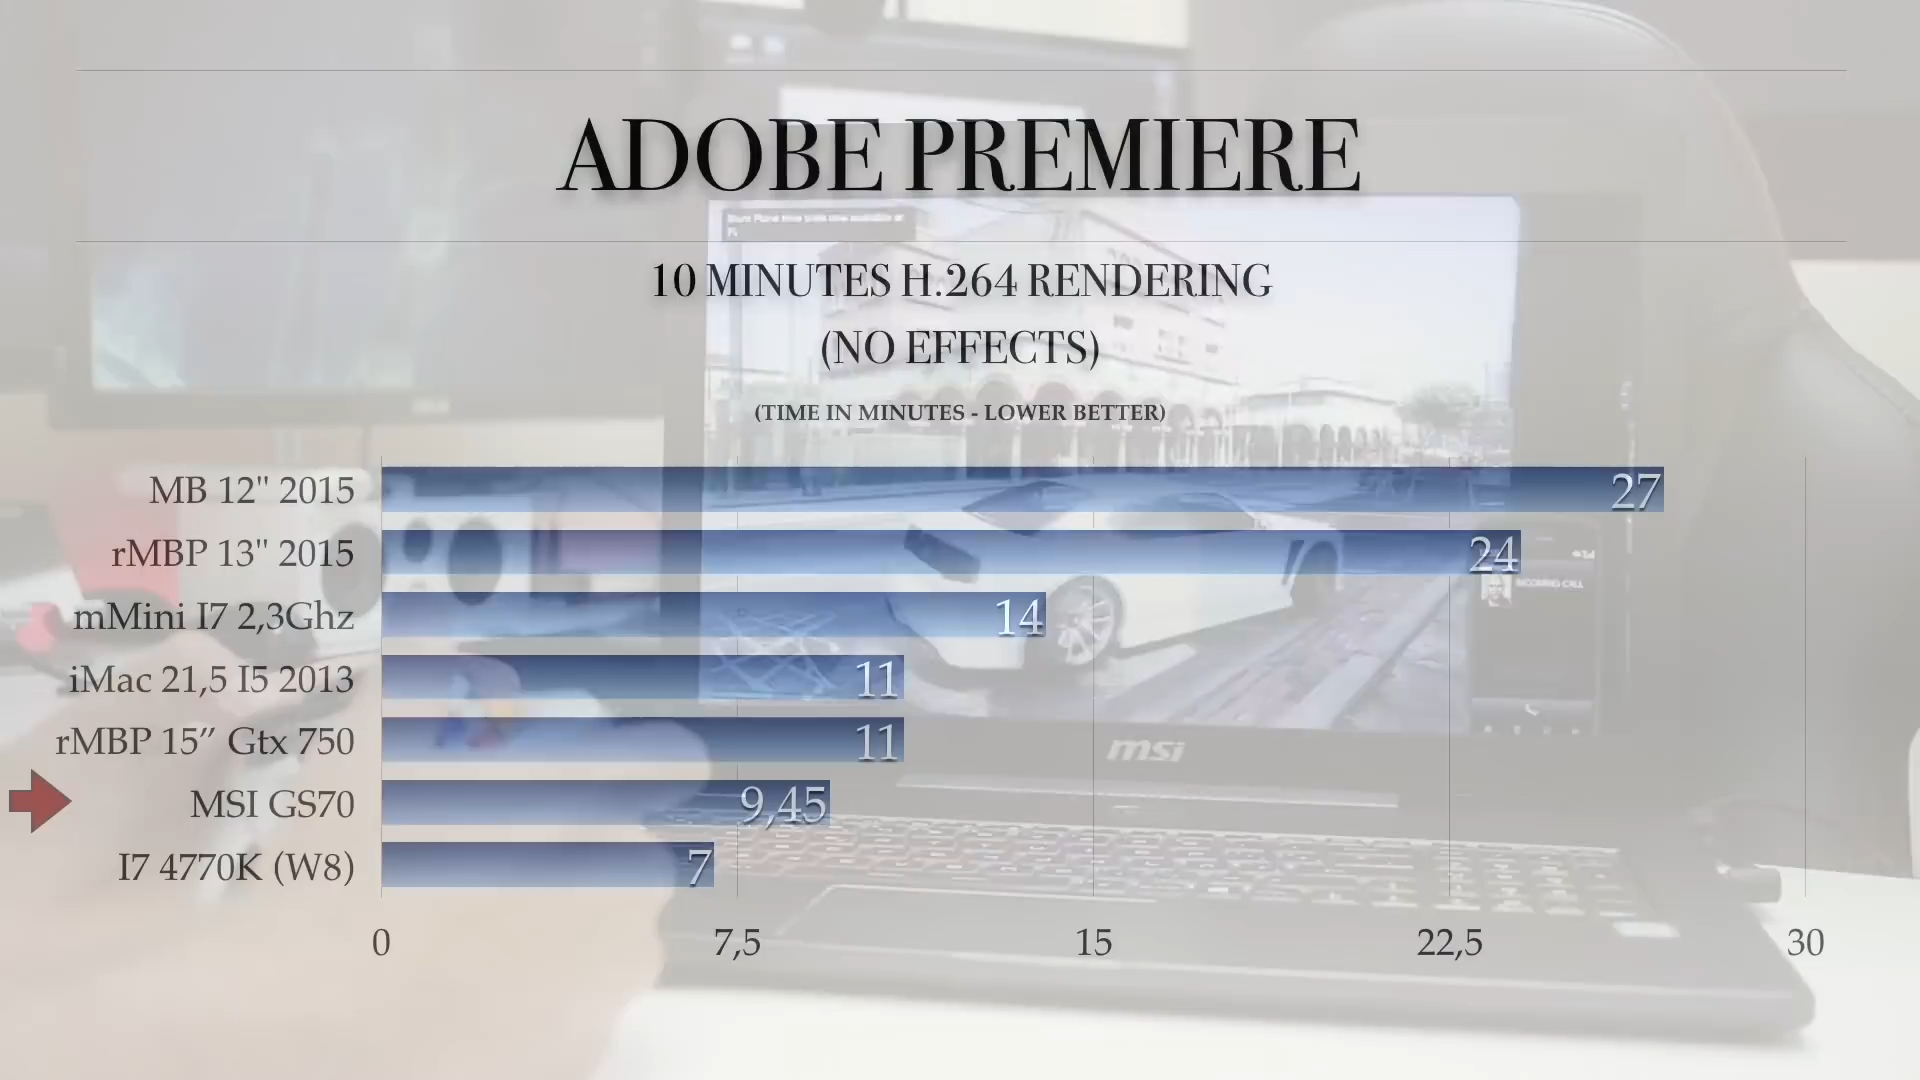 ADOBE PREMIERE
10 MINUTES H.264 RENDERING
(NO EFFECTS)
(TIME IN MINUTES - LOWER BETTER)
MB 12" 2015
27
rMBP 13" 2015
24
INCOMING CALL
mMini I7 2,3Ghz
14
iMac 21,5 I5 2013
11
rMBP 15” Gtx 750
11
msi
MSI GS70
9,45
I7 4770K (W8)
7
0
7,5
15
22,5
30